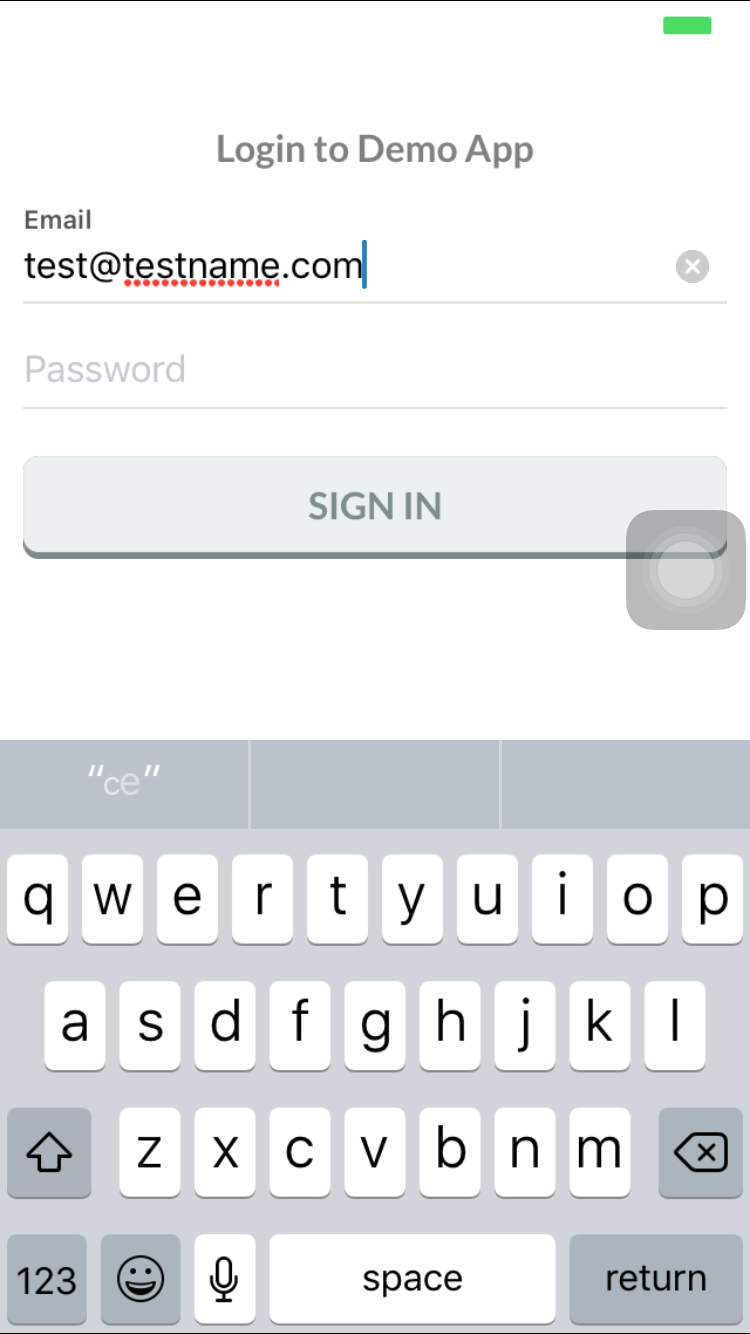 Login to Demo App
Email
test@testname.com
Password
SIGN IN
"ce"
q w e r t y u i o p
a s d f g h j k l
z x c v b n m
123 space return